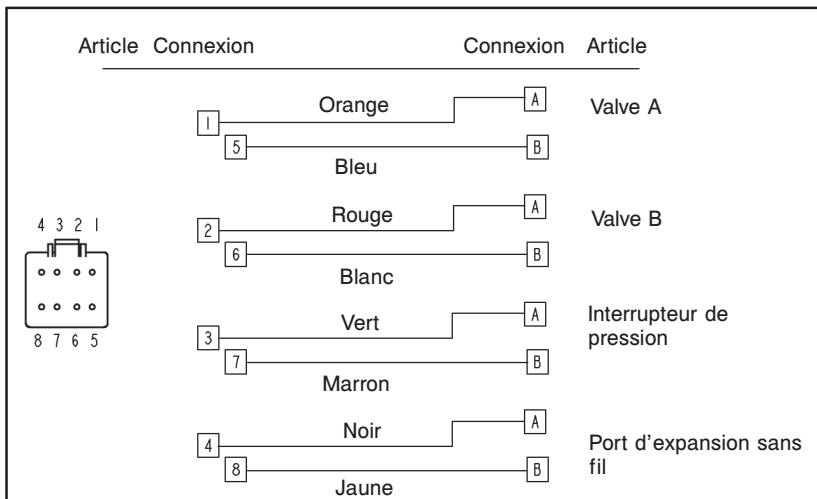 Article Connexion Connexion Article
Orange A Valve A
1
5 B
Bleu
Rouge A Valve B
2
6 B
Blanc
4 3 2 1
8 7 6 5
Vert A Interrupteur de
pression
3
7 B
Marron
Noir A Port d'expansion sans
fil
4
8 B
Jaune